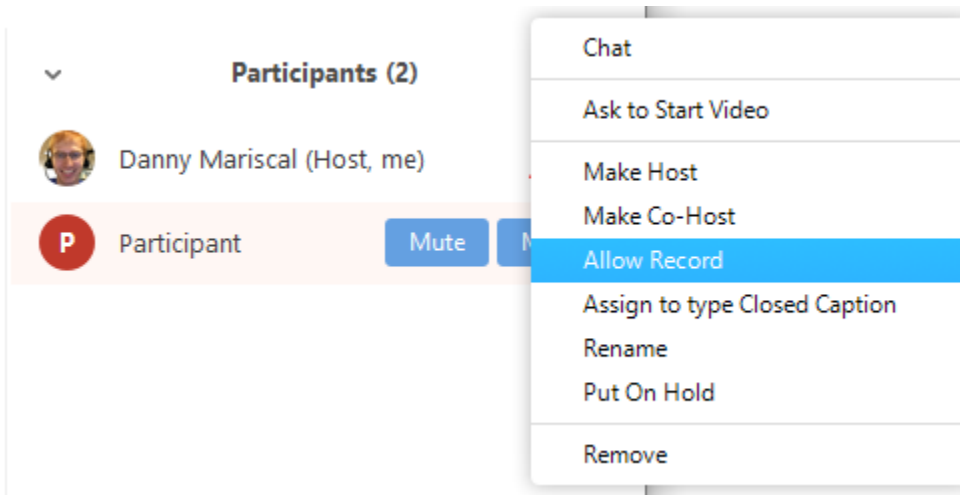 Participants (2)
Danny Mariscal (Host, me)
P Participant Mute
Chat
Ask to Start Video
Make Host
Make Co-Host
Allow Record
Assign to type Closed Caption
Rename
Put On Hold
Remove